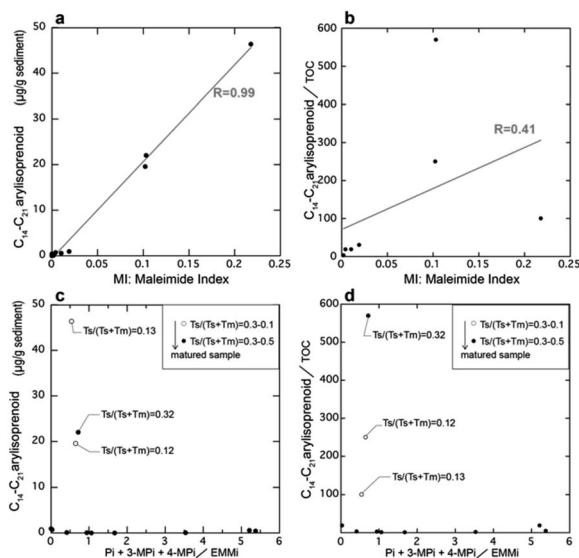 a
C14-C21 arylisoprenoid (µg/g sediment)
50
40
30
20
10
0
R=0.99
0 0.05 0.1 0.15 0.2 0.25
MI: Maleimide Index
b
C14-C21 arylisoprenoid / TOC
600
500
400
300
200
100
R=0.41
0 0.05 0.1 0.15 0.2 0.25
MI: Maleimide Index
c
C14-C21 arylisoprenoid (µg/g sediment)
50
40
30
20
10
0
Ts/(Ts+Tm)=0.13
Ts/(Ts+Tm)=0.3-0.1
Ts/(Ts+Tm)=0.3-0.5
matured sample
Ts/(Ts+Tm)=0.32
Ts/(Ts+Tm)=0.12
0 2 4 6
Pi + 3-MPi + 4-MPi / EMMi
d
C14-C21 arylisoprenoid / TOC
600
500
400
300
200
100
Ts/(Ts+Tm)=0.3-0.1
Ts/(Ts+Tm)=0.3-0.5
matured sample
Ts/(Ts+Tm)=0.32
Ts/(Ts+Tm)=0.12
Ts/(Ts+Tm)=0.13
0 2 4 6
Pi + 3-MPi + 4-MPi / EMMi